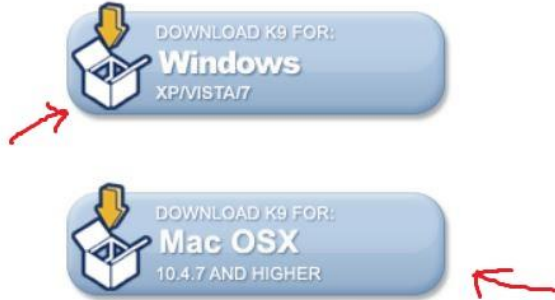 DOWNLOAD K9 FOR:
Windows
XP/VISTA/7
DOWNLOAD K9 FOR:
Mac OSX
10.4.7 AND HIGHER